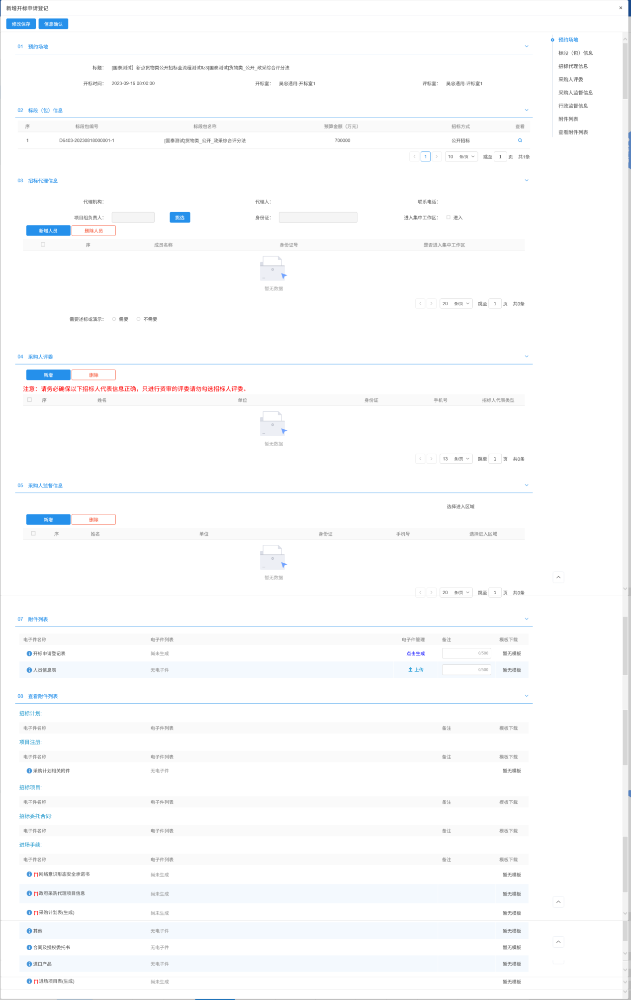 新增开标申请登记 ×
修改保存 信息确认
预约场地
标段（包）信息
招标代理信息
采购人评委
采购人监督信息
行政监督信息
附件列表
查看附件列表
01 预约场地
标题： [国泰测试］新点货物类公开招标全流程测试flz3[国泰测试]货物类_公开_政采综合评分法
开标时间： 2023-09-19 08:00:00 开标室： 吴忠通用-开标室1 评标室： 吴忠通用-评标室1
02 标段（包）信息
序 标段包编号 标段包名称 预算金额（万元） 招标方式 查看
1 D6403-20230818000001-1 [国泰测试]货物类_公开_政采综合评分法 700000 公开招标
1 10 条/页 跳至 1 页 共1条
03 招标代理信息
代理机构： 代理人： 联系电话：
项目组负责人： 挑选 身份证： 进入集中工作区： 进入
新增人员 删除人员
序 成员名称 身份证号 是否进入集中工作区
暂无数据
20 条/页 跳至 1 页 共0条
需要述标或演示： 需要 不需要
04 采购人评委
新增 删除
注意：请务必确保以下招标人代表信息正确，只进行资审的评委请勿勾选招标人评委。
序 姓名 单位 身份证 手机号 招标人代表类型
暂无数据
13 条/页 跳至 1 页 共0条
05 采购人监督信息
选择进入区域
新增 删除
序 姓名 单位 身份证 手机号 选择进入区域
暂无数据
20 条/页 跳至 1 页 共0条
07 附件列表
电子件名称 电子件列表 电子件管理 备注 模板下载
开标申请登记表 尚未生成 点击生成 0/500 暂无模板
人员信息表 无电子件 上传 0/500 暂无模板
08 查看附件列表
招标计划:
电子件名称 电子件列表 备注 模板下载
项目注册:
电子件名称 电子件列表 备注 模板下载
采购计划相关附件 无电子件 暂无模板
招标项目:
电子件名称 电子件列表 备注 模板下载
招标委托合同:
电子件名称 电子件列表 备注 模板下载
进场手续:
电子件名称 电子件列表 备注 模板下载
(*)网络意识形态安全承诺书 尚未生成 暂无模板
(*)政府采购代理项目信息 尚未生成 暂无模板
(*)采购计划表(生成) 尚未生成 暂无模板
其他 无电子件 暂无模板
合同及授权委托书 无电子件 暂无模板
进口产品 无电子件 暂无模板
(*)进场项目表(生成) 尚未生成 暂无模板